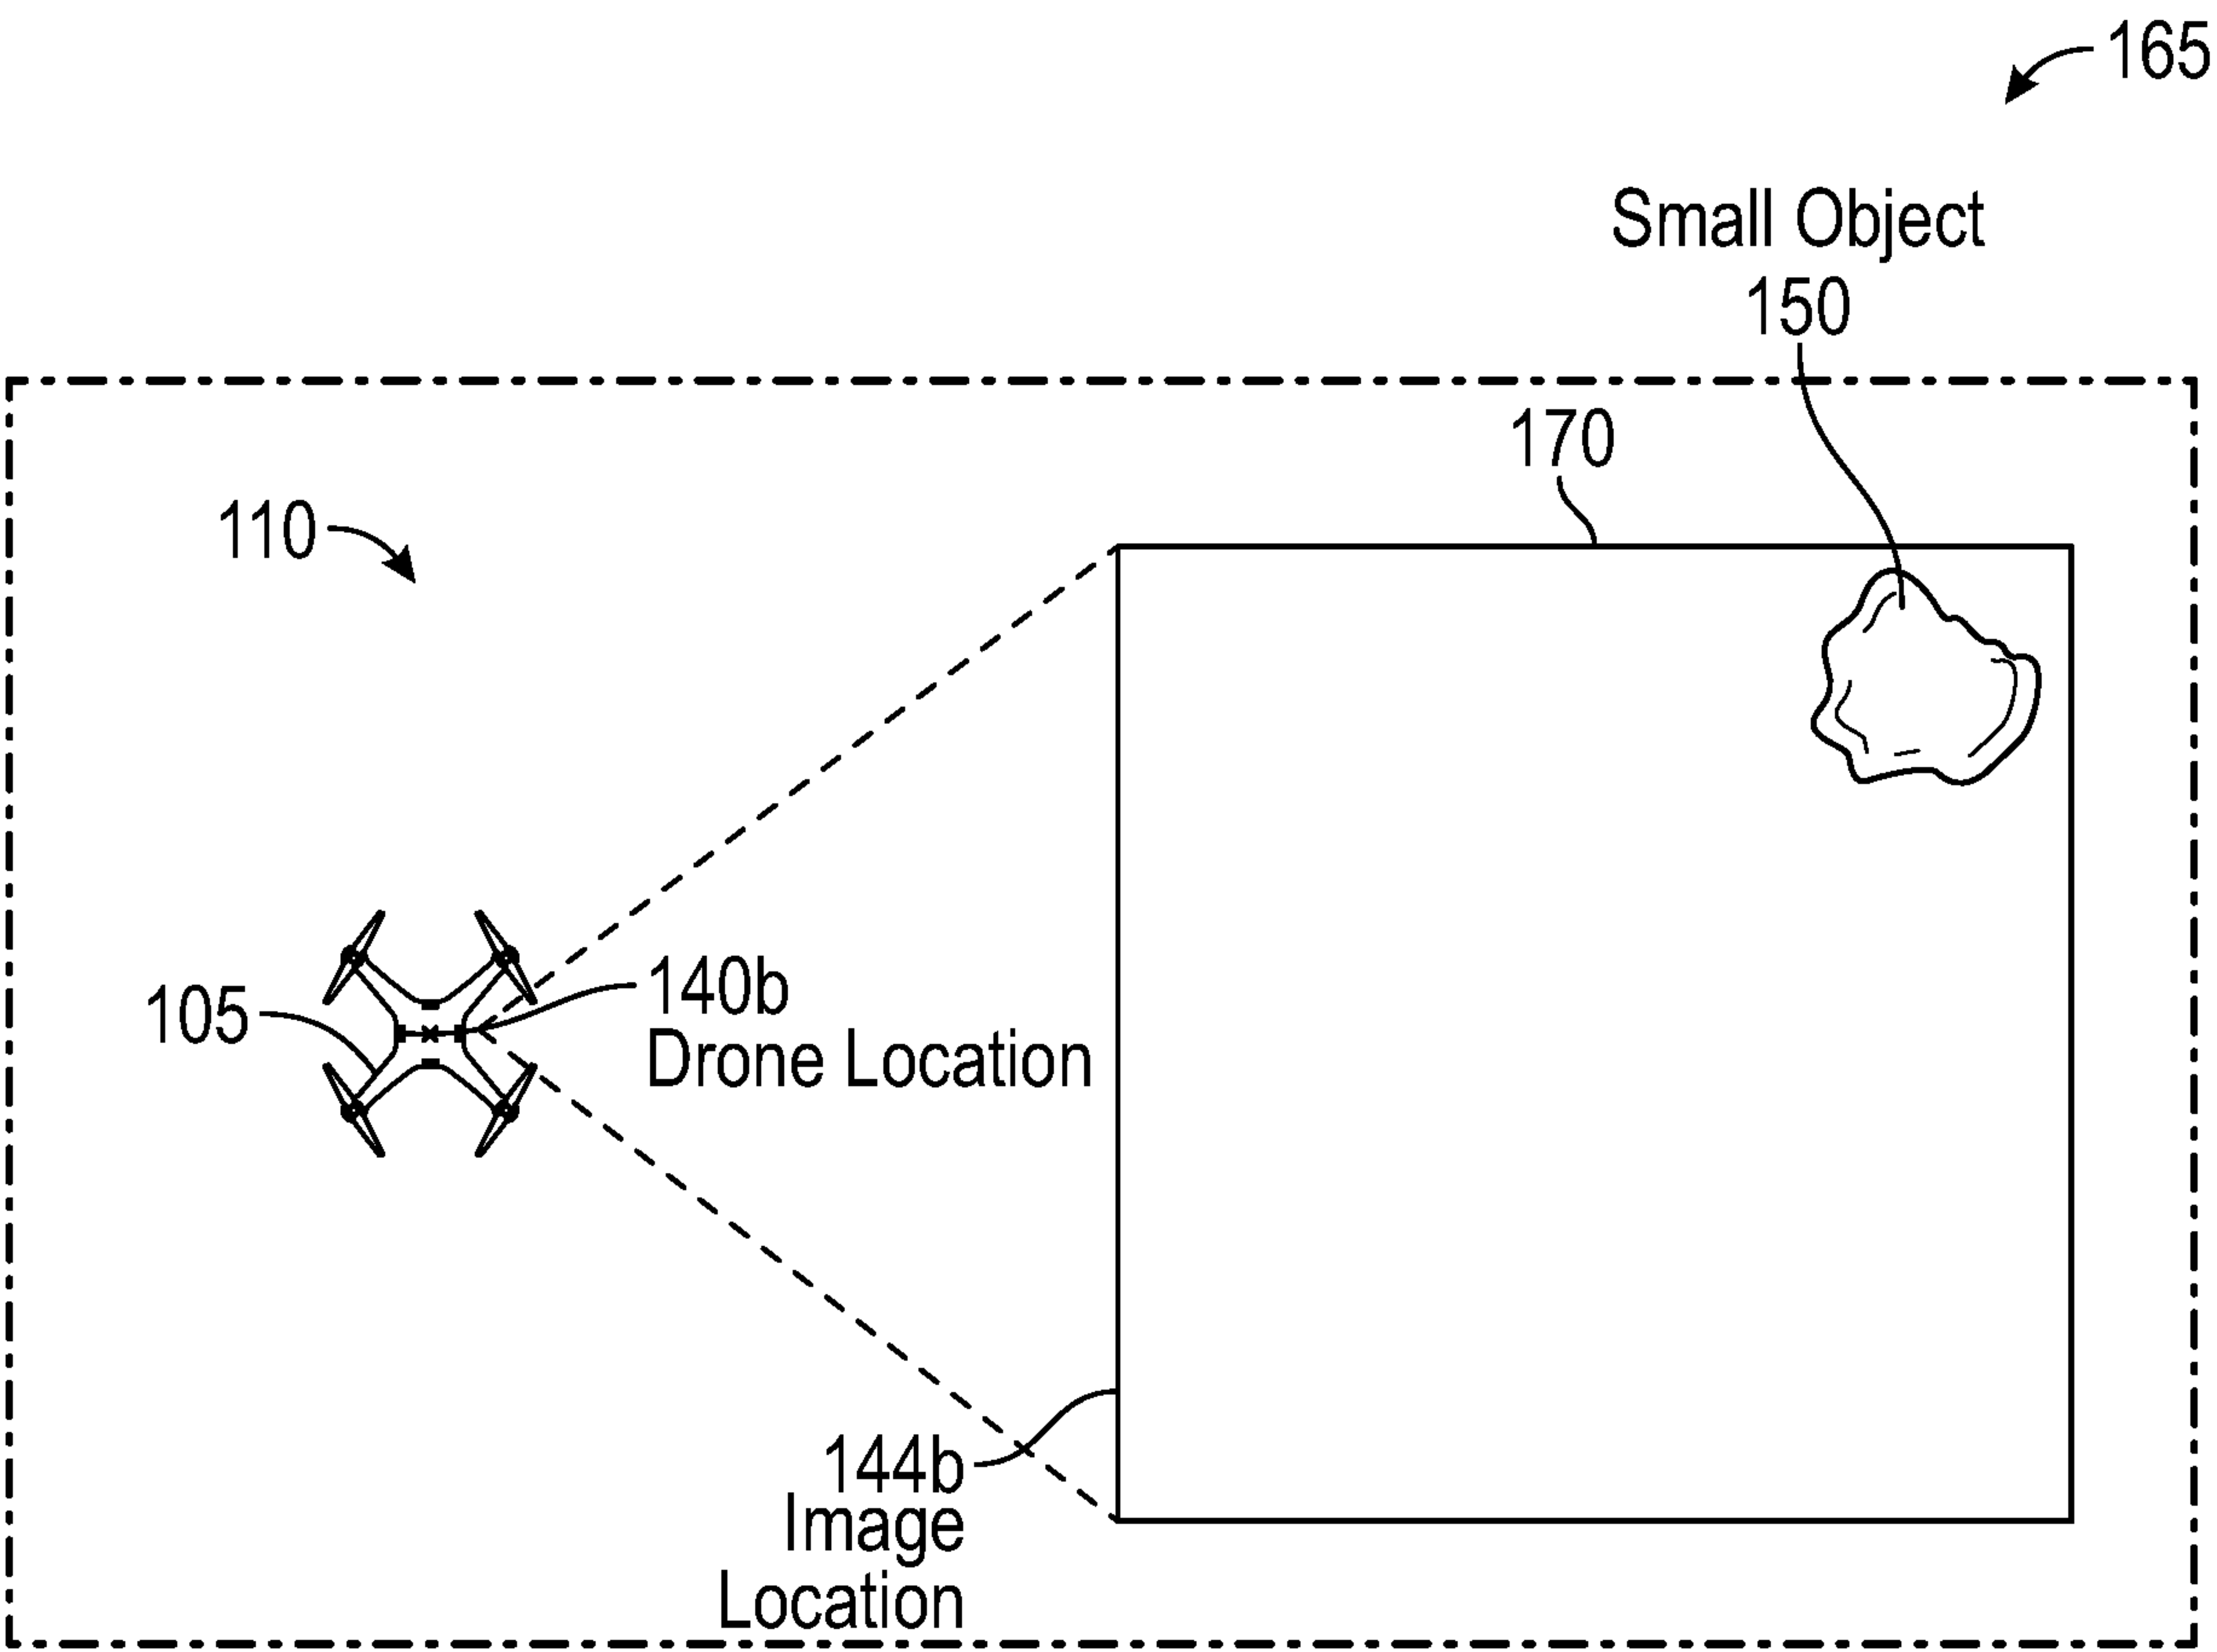 165
Small Object
150
170
110
140b
105
Drone Location
144b
Image
Location